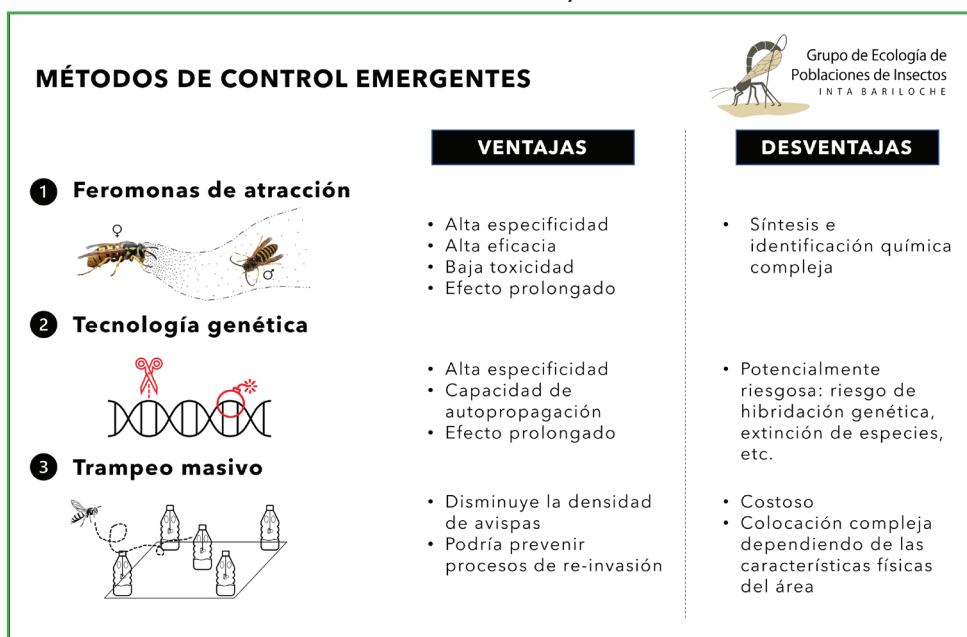 MÉTODOS DE CONTROL EMERGENTES
Grupo de Ecología de
Poblaciones de Insectos
INTA BARILOCHE
VENTAJAS
DESVENTAJAS
1 Feromonas de atracción
♀
♂
• Alta especificidad
• Alta eficacia
• Baja toxicidad
• Efecto prolongado
• Síntesis e
identificación química
compleja
2 Tecnología genética
• Alta especificidad
• Capacidad de
autopropagación
• Efecto prolongado
• Potencialmente
riesgosa: riesgo de
hibridación genética,
extinción de especies,
etc.
3 Trampeo masivo
• Disminuye la densidad
de avispas
• Podría prevenir
procesos de re-invasión
• Costoso
• Colocación compleja
dependiendo de las
características físicas
del área